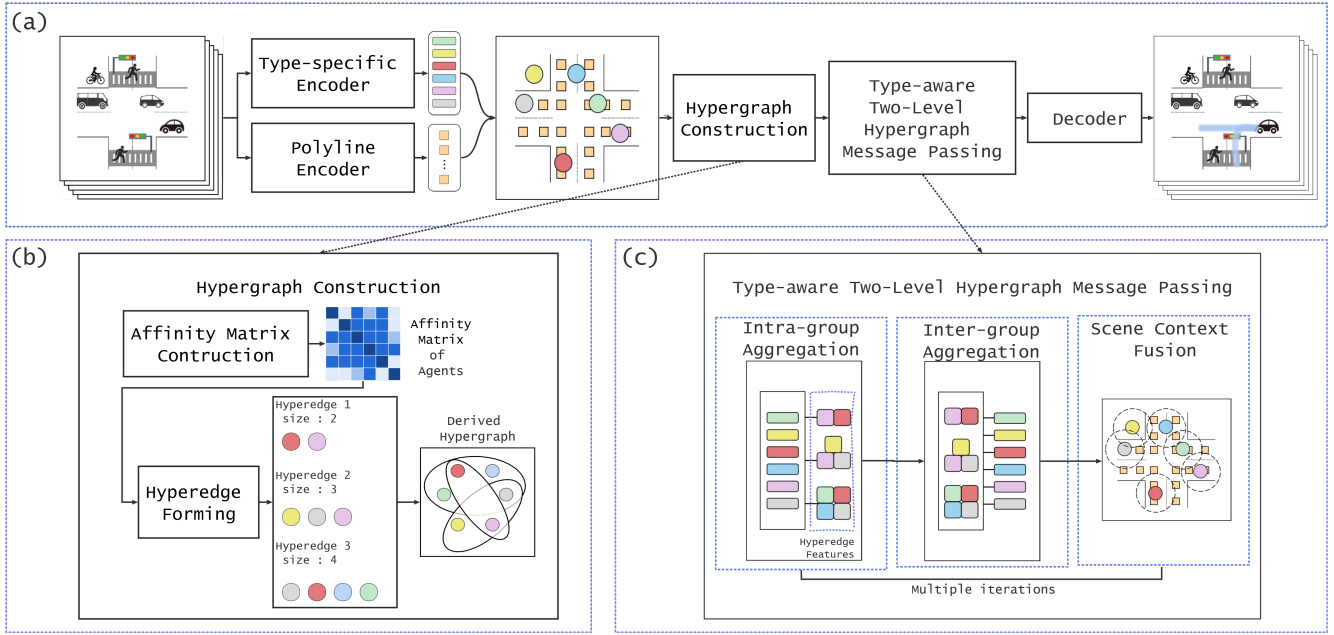 (a)
Type-specific
Encoder
Polyline
Encoder
Hypergraph
Construction
Type-aware
Two-Level
Hypergraph
Message Passing
Decoder
(b)
Hypergraph Construction
Affinity Matrix
Contruction
Affinity
Matrix
of
Agents
Hyperedge
Forming
Hyperedge 1
size : 2
Hyperedge 2
size : 3
Hyperedge 3
size : 4
Derived
Hypergraph
(c)
Type-aware Two-Level Hypergraph Message Passing
Intra-group
Aggregation
Hyperedge
Features
Inter-group
Aggregation
Scene Context
Fusion
Multiple iterations